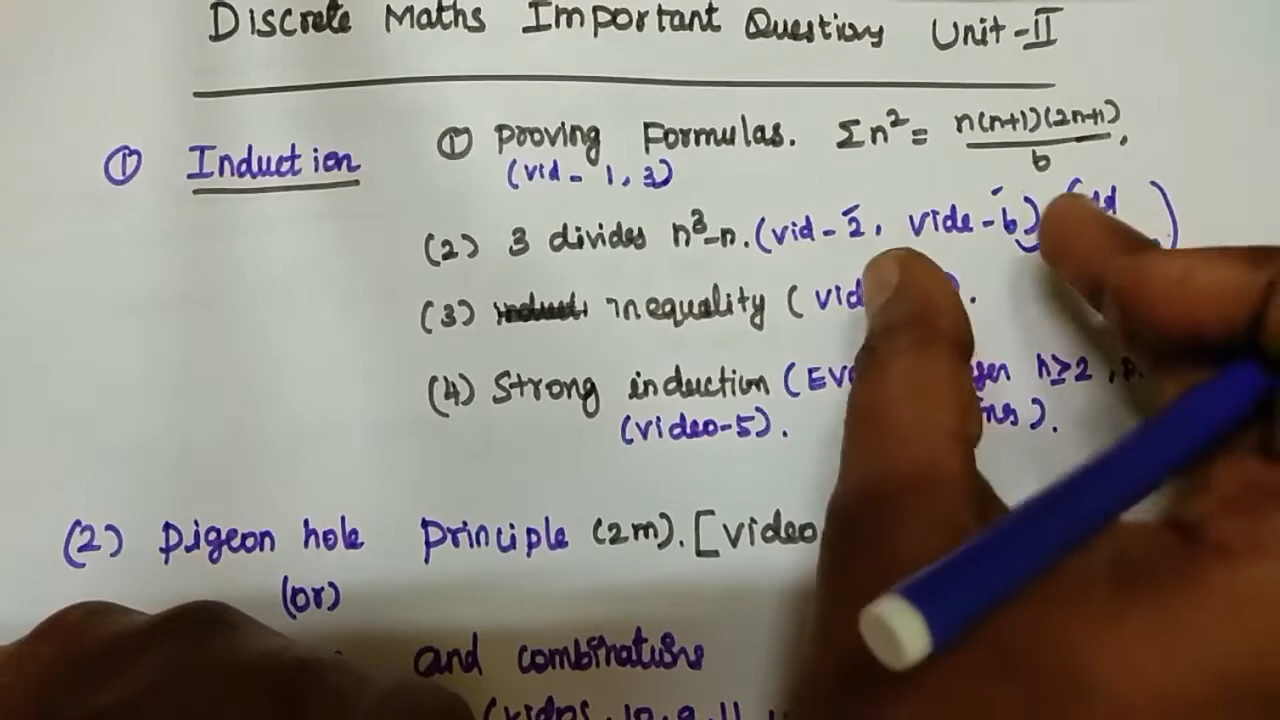 Discrete Maths Important Questions Unit-II
① Induction ① Proving Formulas. Σn² = n(n+1)(2n+1)/6.
(vid - 1, 3)
(2) 3 divides n³-n. (vid - 2, vide - 6)
(3) inequality ( vid
(4) Strong induction ( n≥2 ,
(video-5).
(2) Pigeon hole Principle (2m). [video
(or)
and combinations